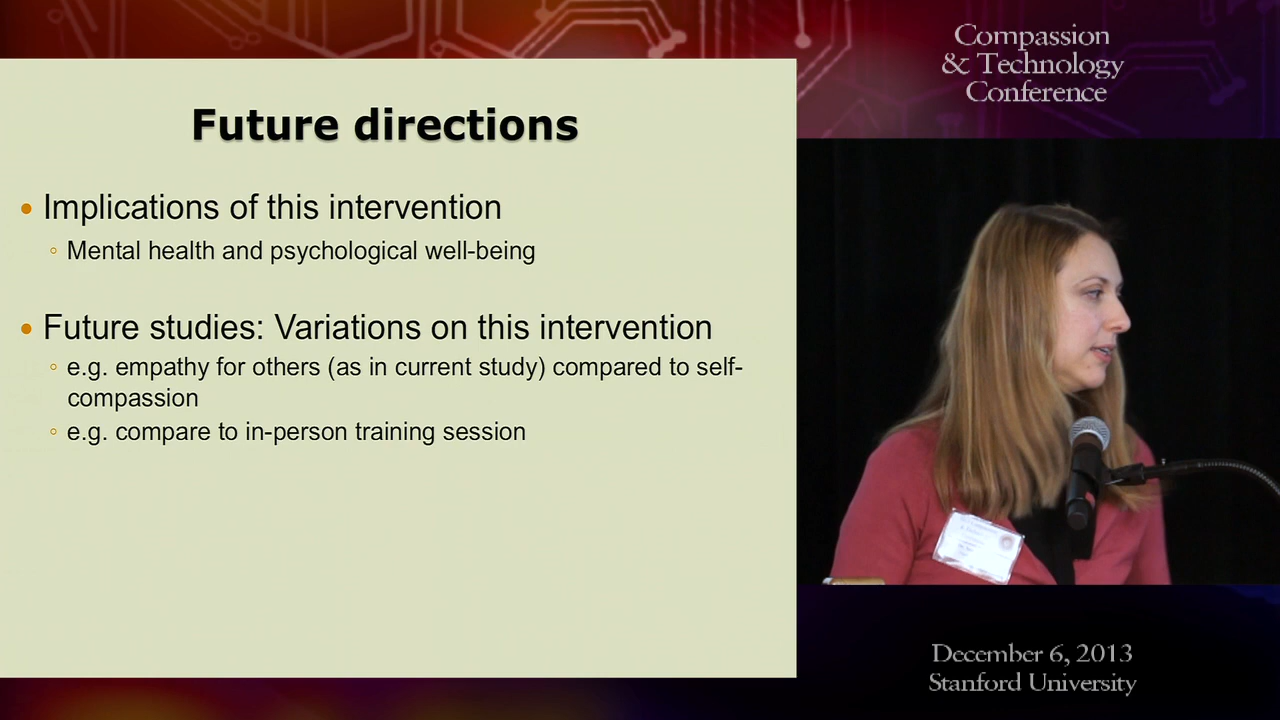 Compassion
& Technology
Conference
Future directions
• Implications of this intervention
◦ Mental health and psychological well-being
• Future studies: Variations on this intervention
◦ e.g. empathy for others (as in current study) compared to self-
compassion
◦ e.g. compare to in-person training session
December 6, 2013
Stanford University